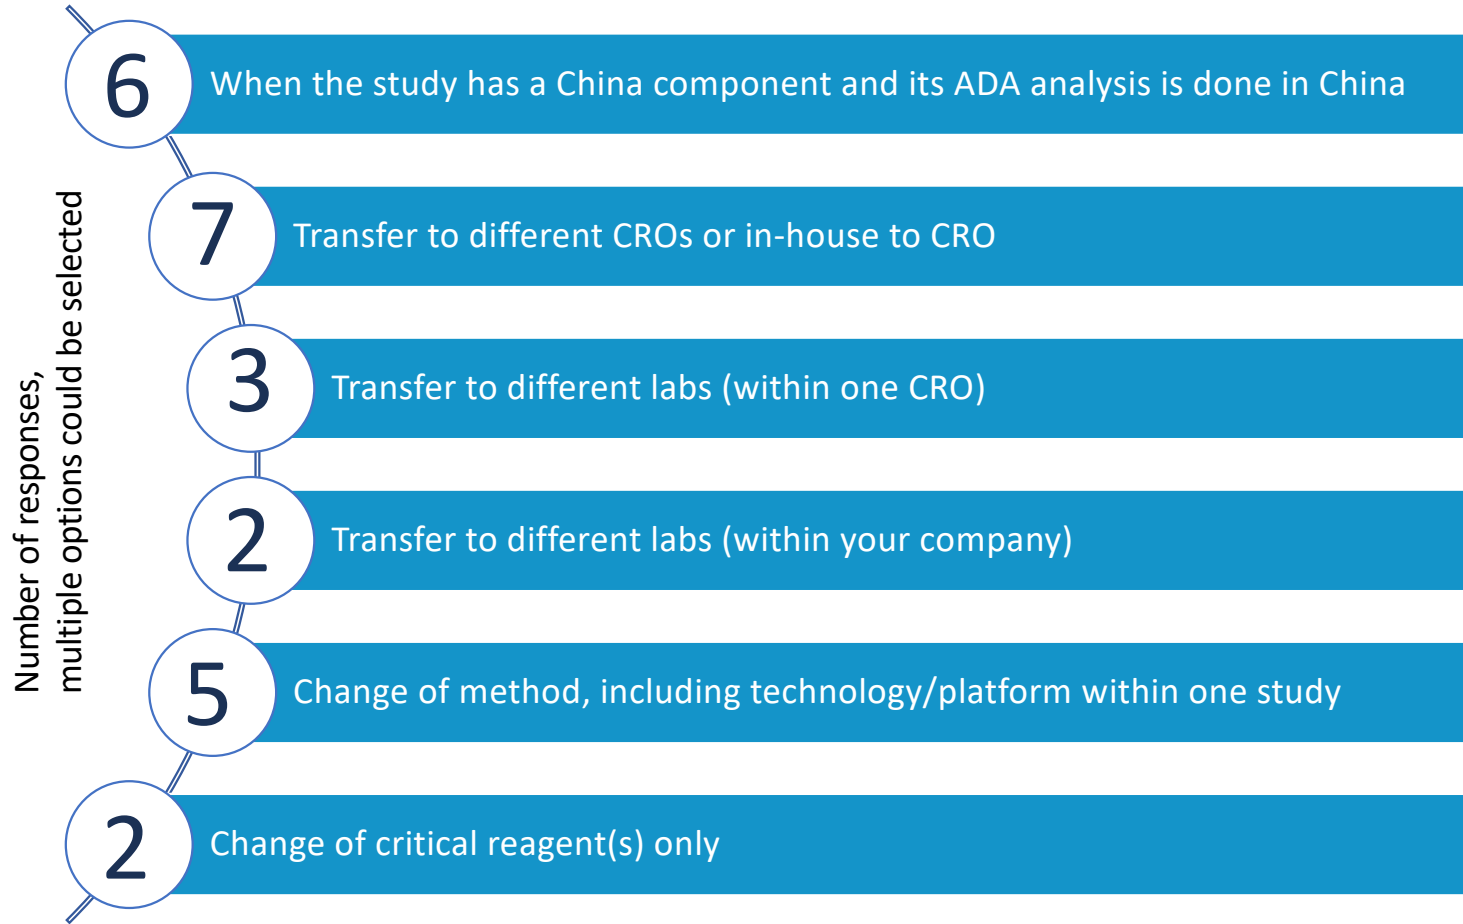 Number of responses,
multiple options could be selected
6
When the study has a China component and its ADA analysis is done in China
7
Transfer to different CROs or in-house to CRO
3
Transfer to different labs (within one CRO)
2
Transfer to different labs (within your company)
5
Change of method, including technology/platform within one study
2
Change of critical reagent(s) only